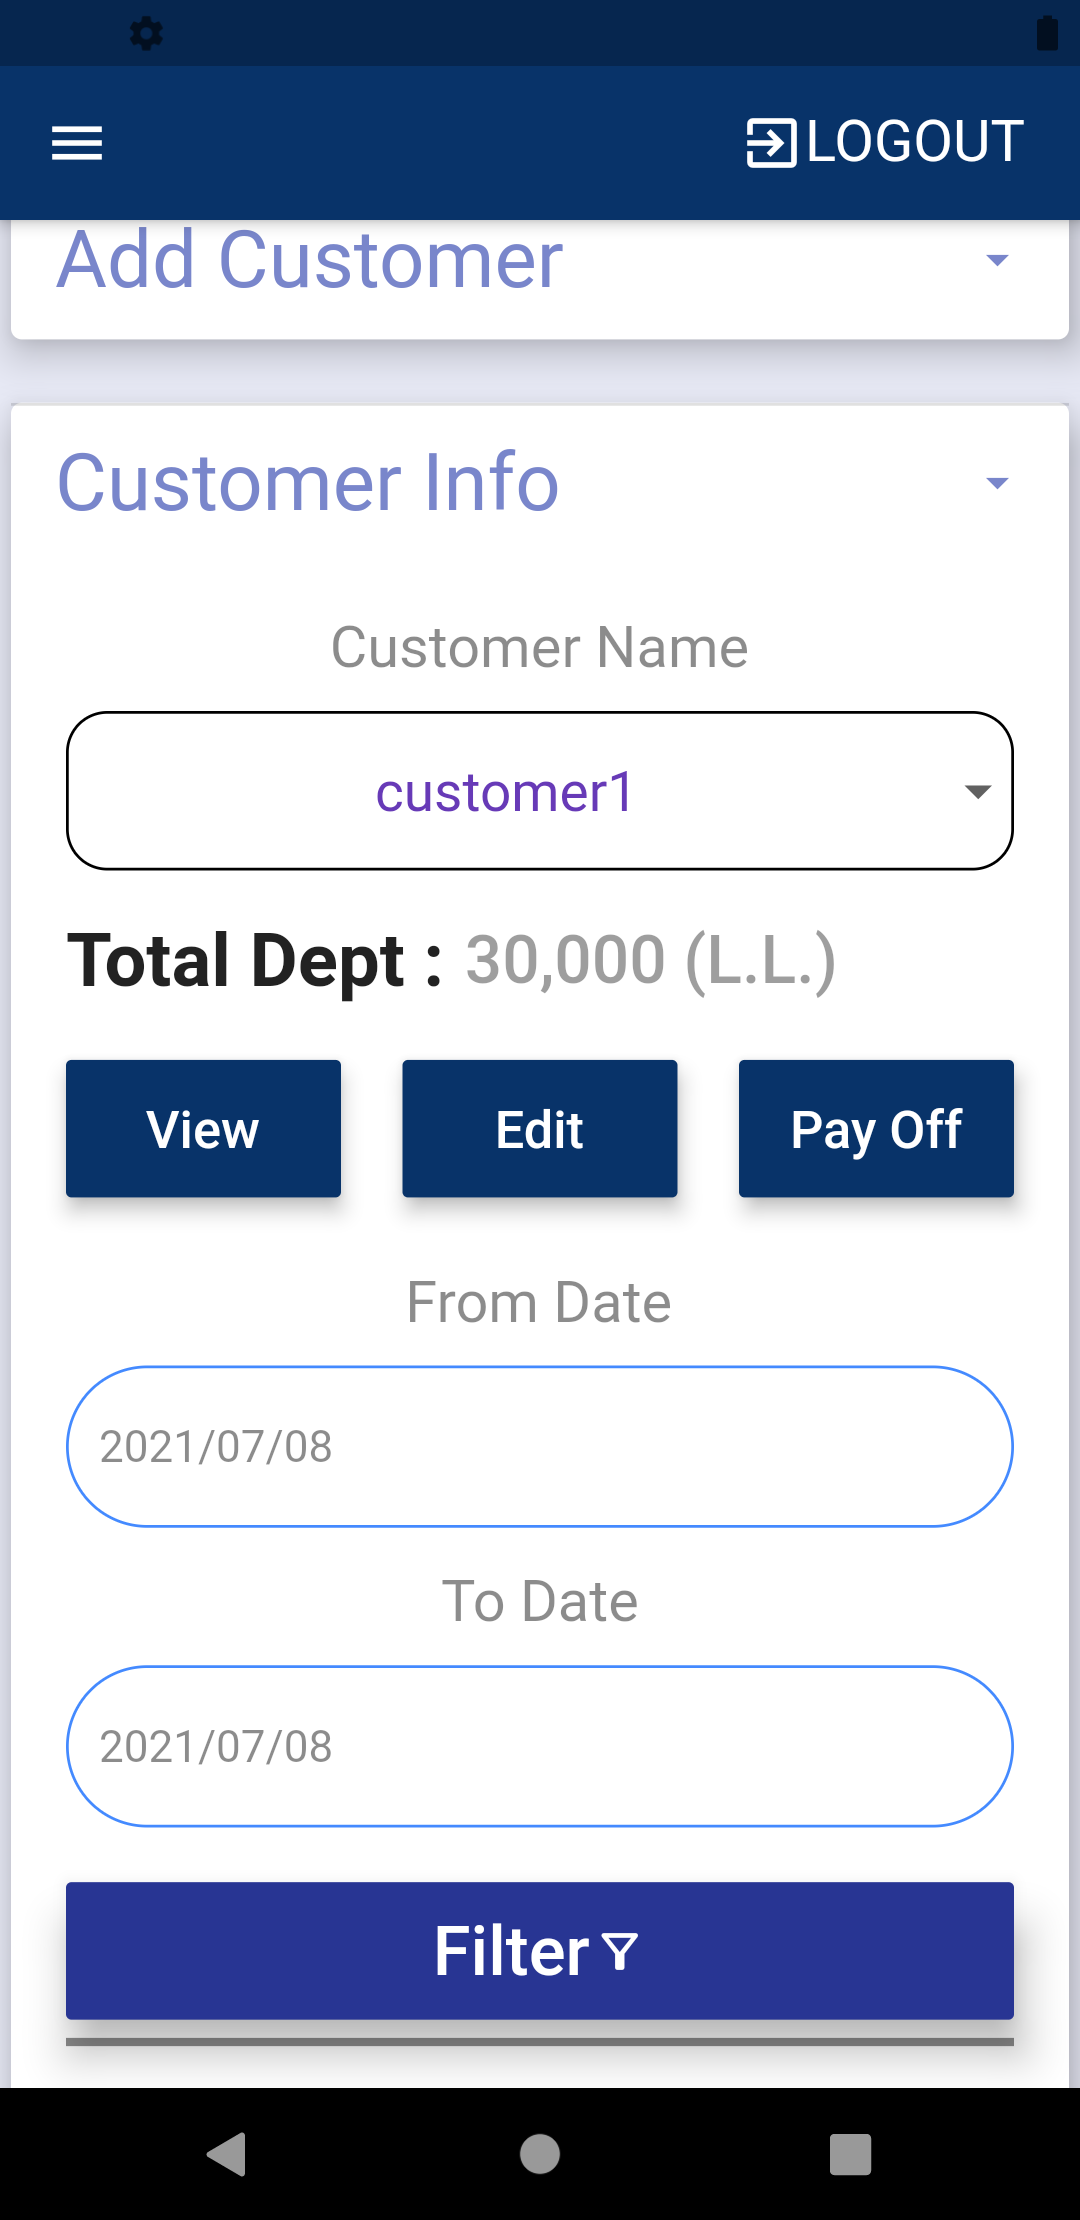 LOGOUT
Add Customer
Customer Info
Customer Name
customer1
Total Dept : 30,000 (L.L.)
View Edit Pay Off
From Date
2021/07/08
To Date
2021/07/08
Filter